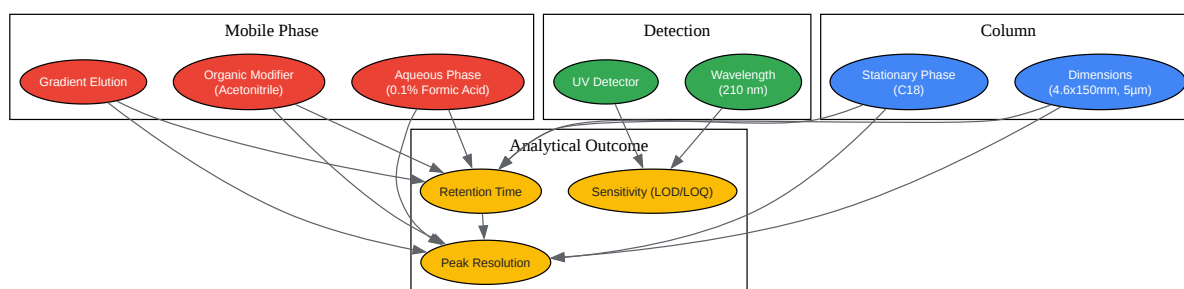 Mobile Phase
Detection
Column
Gradient Elution
Organic Modifier
(Acetonitrile)
Aqueous Phase
(0.1% Formic Acid)
UV Detector
Wavelength
(210 nm)
Stationary Phase
(C18)
Dimensions
(4.6x150mm, 5µm)
Analytical Outcome
Retention Time
Sensitivity (LOD/LOQ)
Peak Resolution